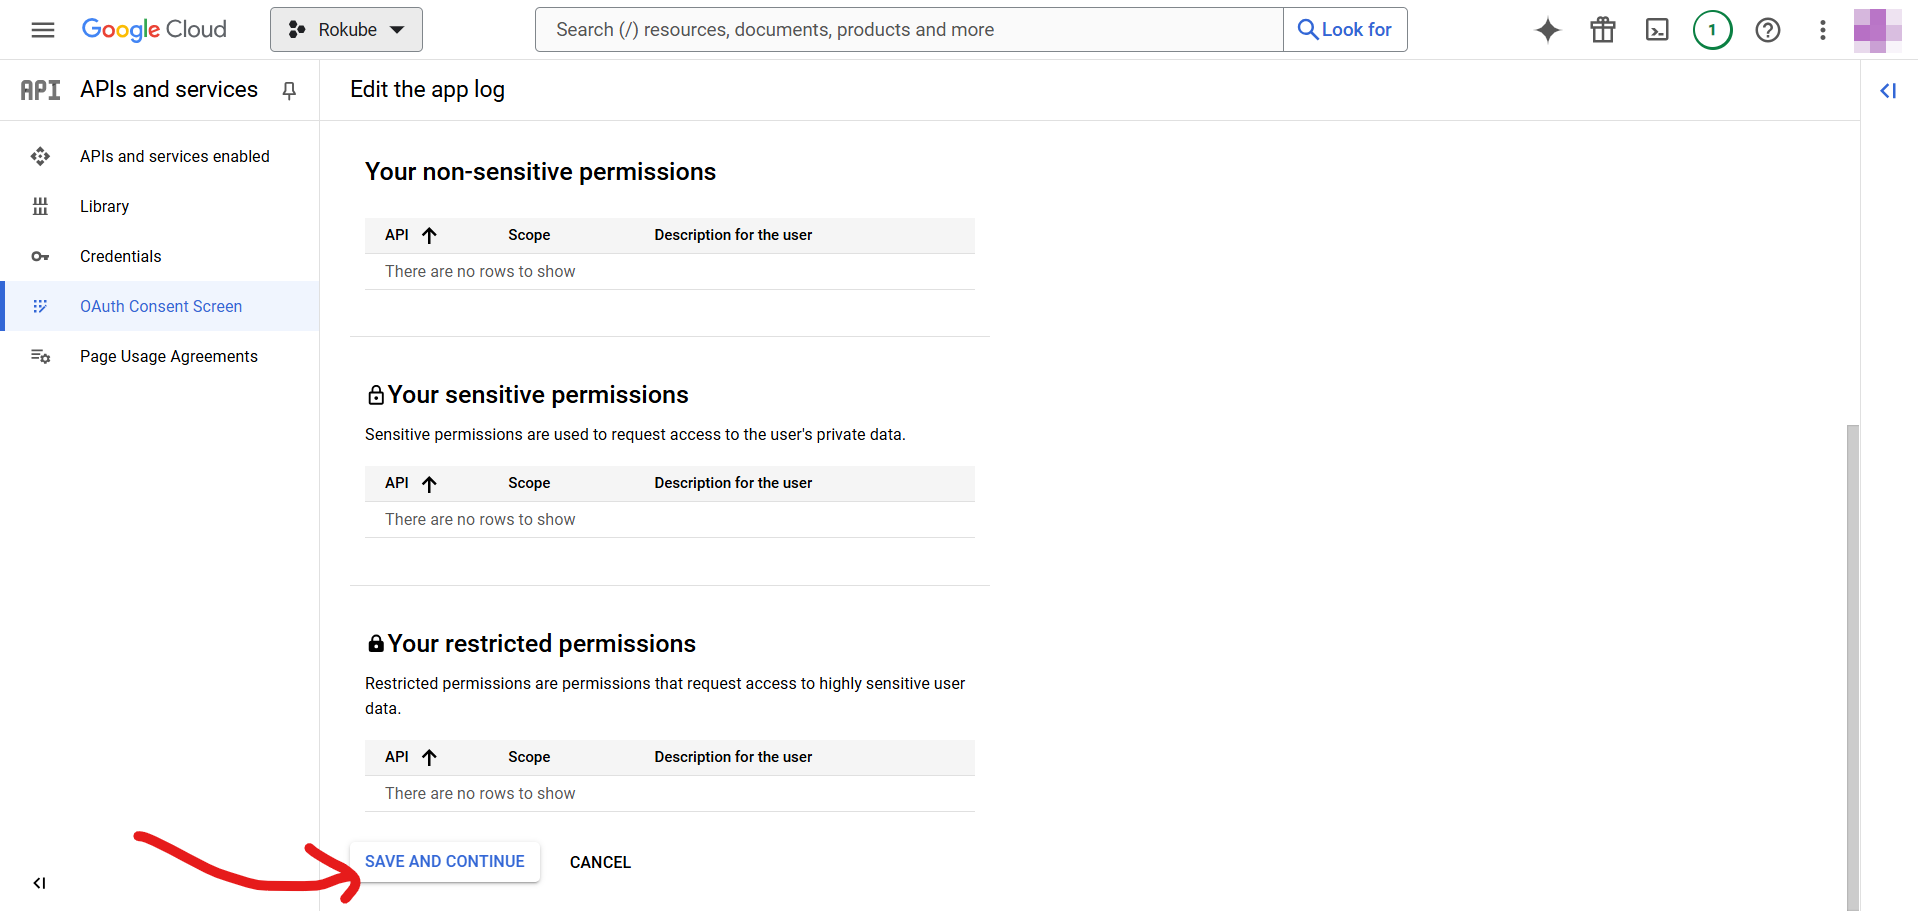 Google Cloud
Rokube
Search (/) resources, documents, products and more
Look for
1
API APIs and services
Edit the app log
APIs and services enabled
Library
Credentials
OAuth Consent Screen
Page Usage Agreements
Your non-sensitive permissions
API Scope Description for the user
There are no rows to show
Your sensitive permissions
Sensitive permissions are used to request access to the user's private data.
API Scope Description for the user
There are no rows to show
Your restricted permissions
Restricted permissions are permissions that request access to highly sensitive user
data.
API Scope Description for the user
There are no rows to show
SAVE AND CONTINUE CANCEL